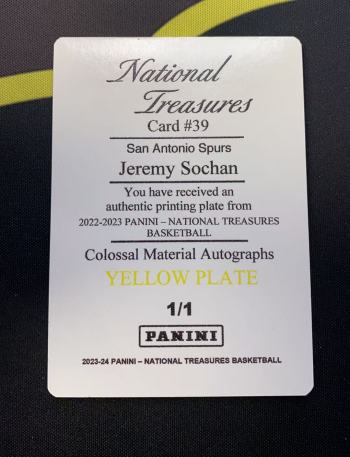 National
Treasures
Card #39
San Antonio Spurs
Jeremy Sochan
You have received an
authentic printing plate from
2022-2023 PANINI – NATIONAL TREASURES
BASKETBALL
Colossal Material Autographs
YELLOW PLATE
1/1
PANINI
2023-24 PANINI – NATIONAL TREASURES BASKETBALL